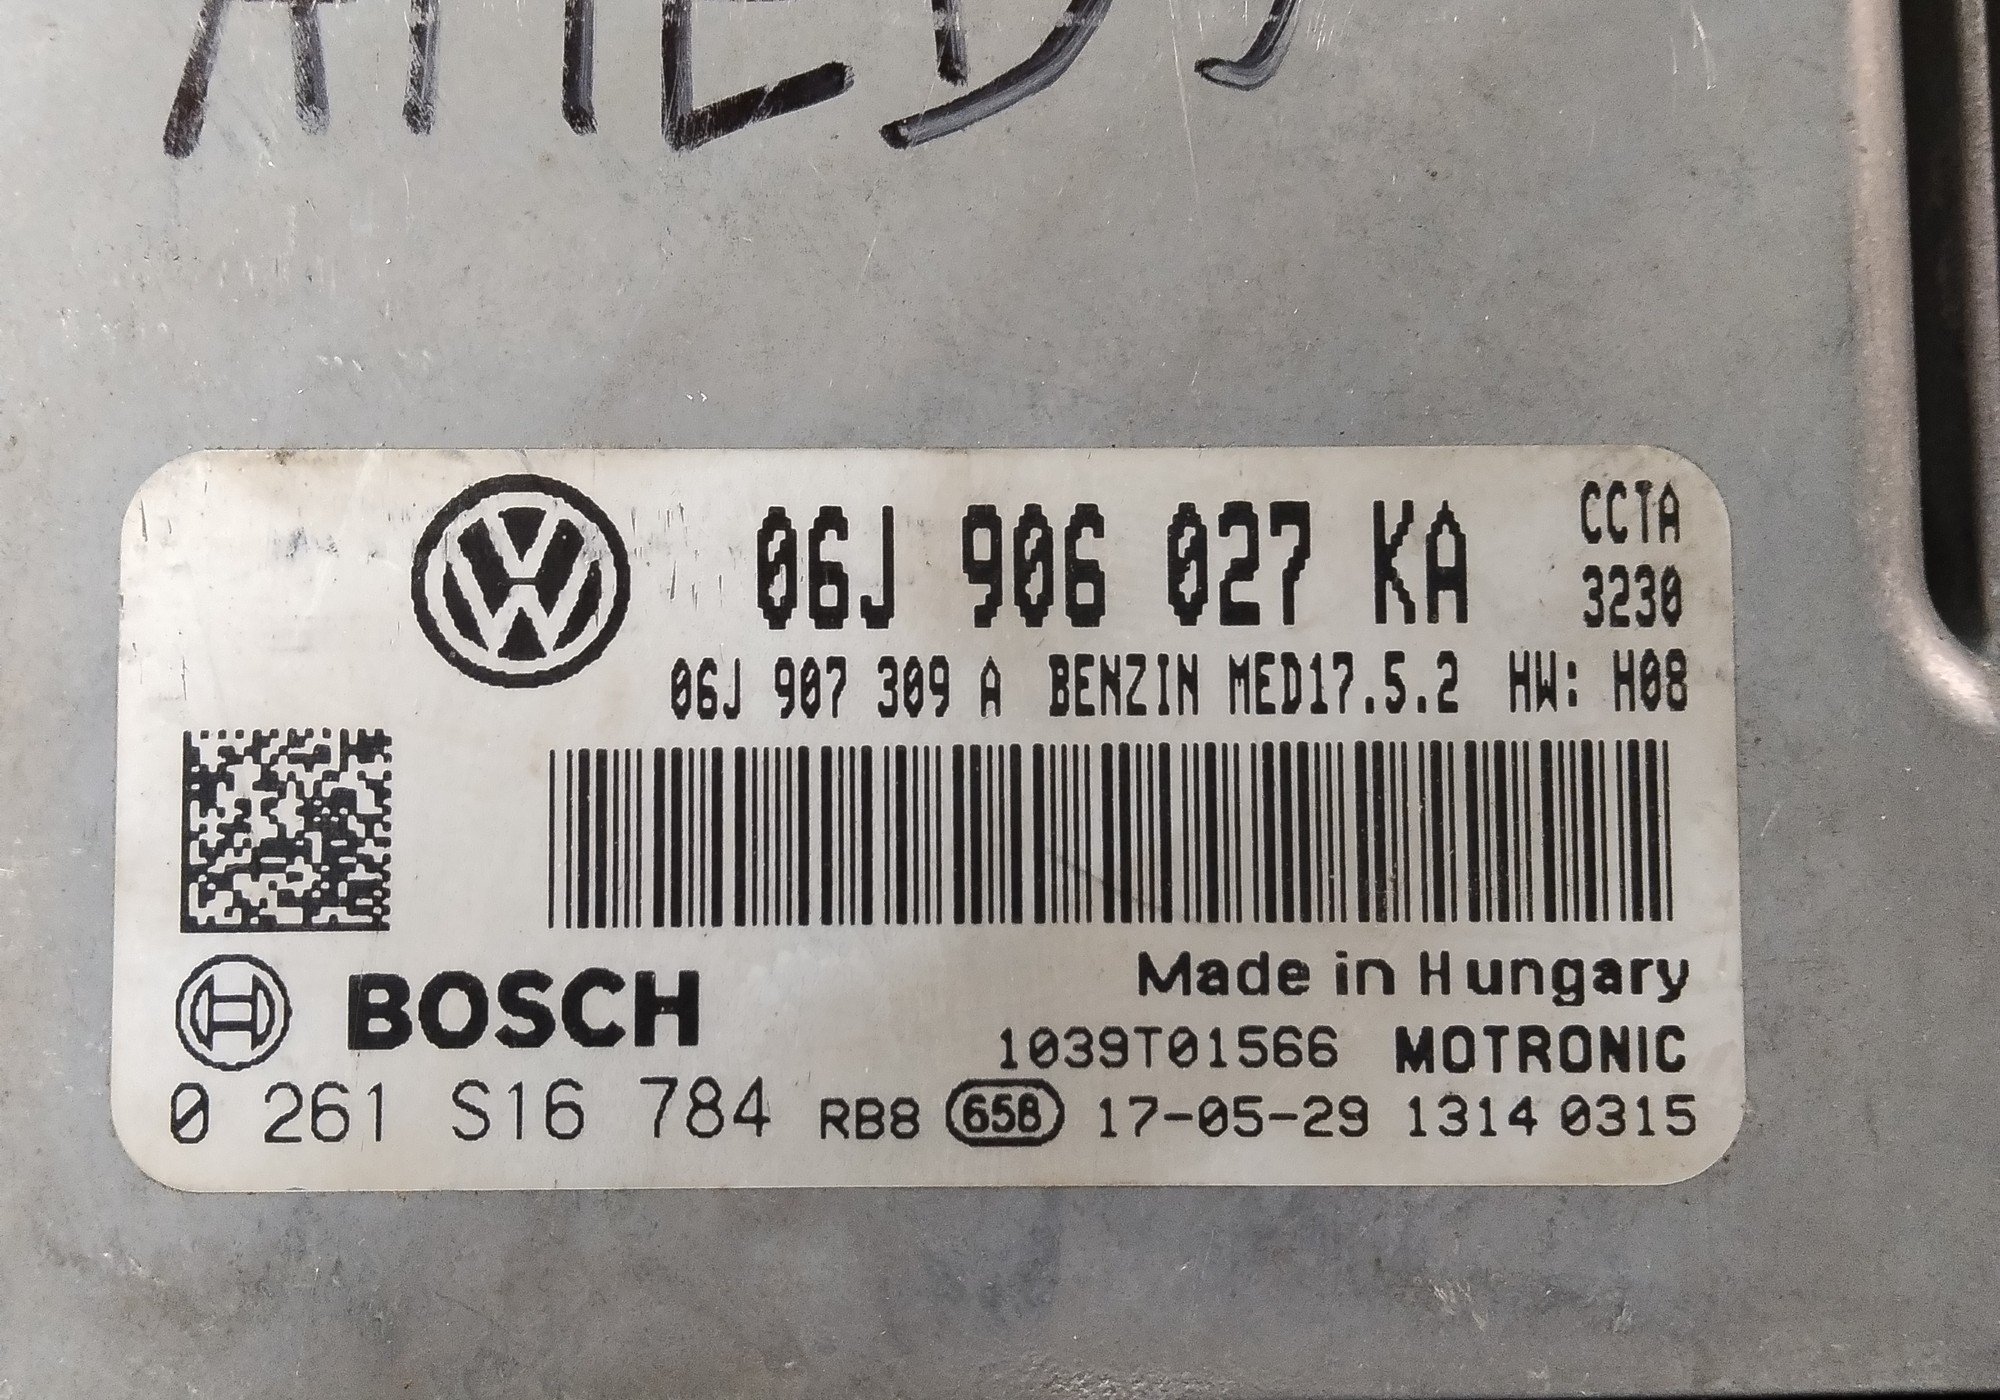 06J 906 027 KA CCTA
3230
06J 907 309 A BENZIN MED17.5.2 HW: H08
BOSCH
Made in Hungary
1039T01566 MOTRONIC
0 261 S16 784 RB8 658 17-05-29 1314 0315